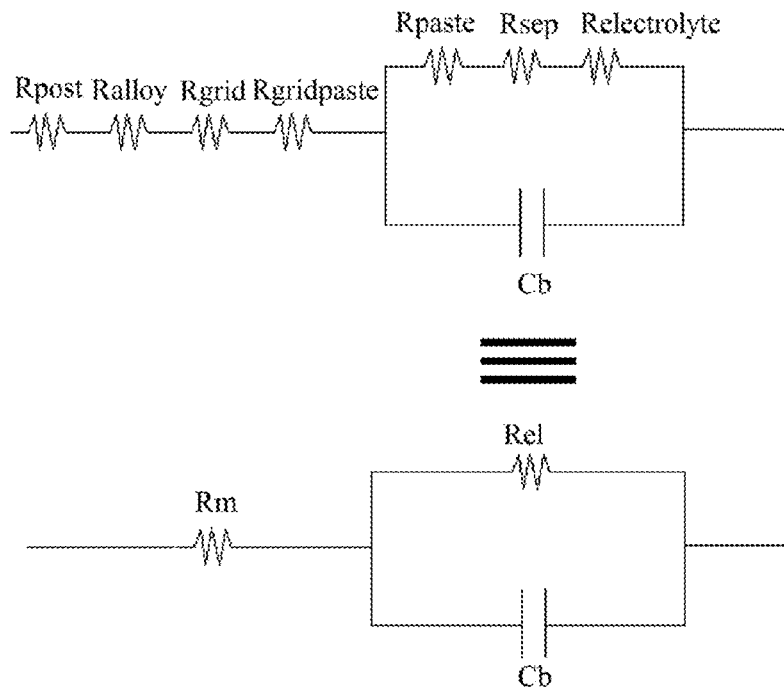 Rpaste Rsep Relectrolyte
Rpost Ralloy Rgrid Rgridpaste
Cb
Rel
Rm
Cb